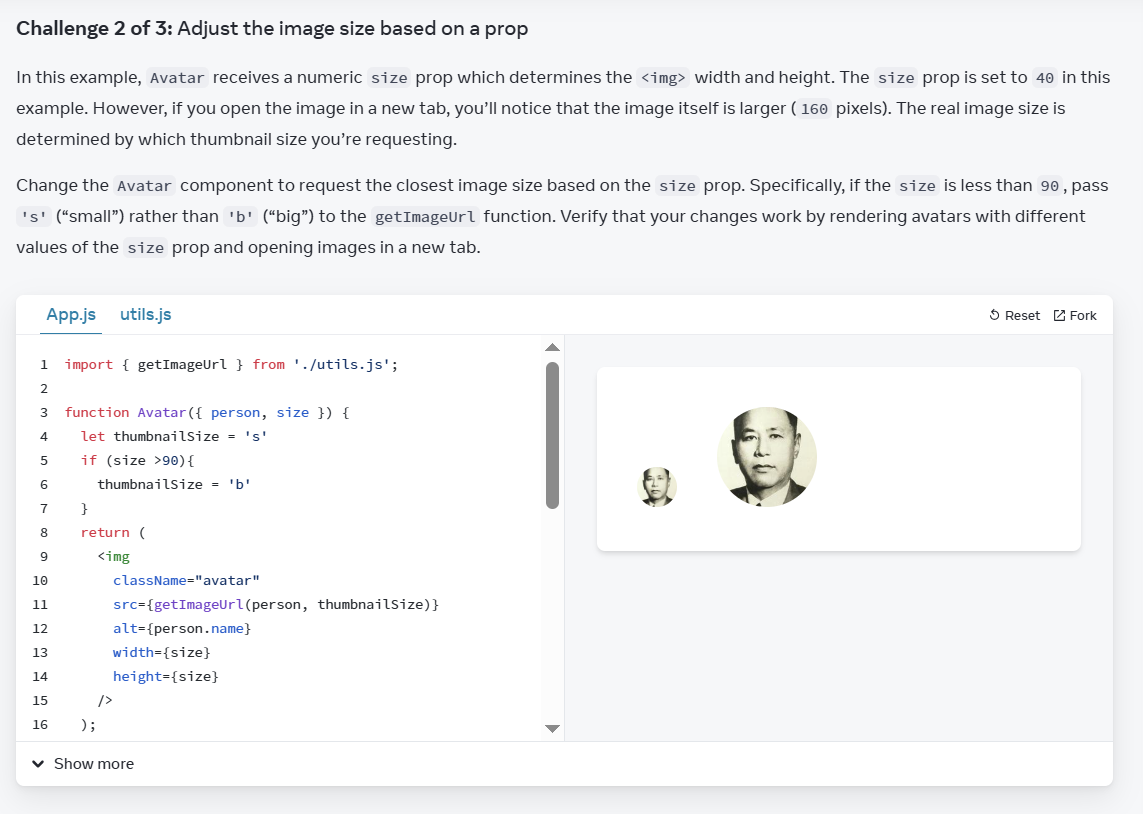 Challenge 2 of 3: Adjust the image size based on a prop
In this example, Avatar receives a numeric size prop which determines the <img> width and height. The size prop is set to 40 in this
example. However, if you open the image in a new tab, you’ll notice that the image itself is larger ( 160 pixels). The real image size is
determined by which thumbnail size you’re requesting.
Change the Avatar component to request the closest image size based on the size prop. Specifically, if the size is less than 90, pass
's' (“small”) rather than 'b' (“big”) to the getImageUrl function. Verify that your changes work by rendering avatars with different
values of the size prop and opening images in a new tab.
App.js utils.js Reset Fork
1 import { getImageUrl } from './utils.js';
2
3 function Avatar({ person, size }) {
4   let thumbnailSize = 's'
5   if (size >90){
6     thumbnailSize = 'b'
7   }
8   return (
9     <img
10       className="avatar"
11       src={getImageUrl(person, thumbnailSize)}
12       alt={person.name}
13       width={size}
14       height={size}
15     />
16   );
Show more